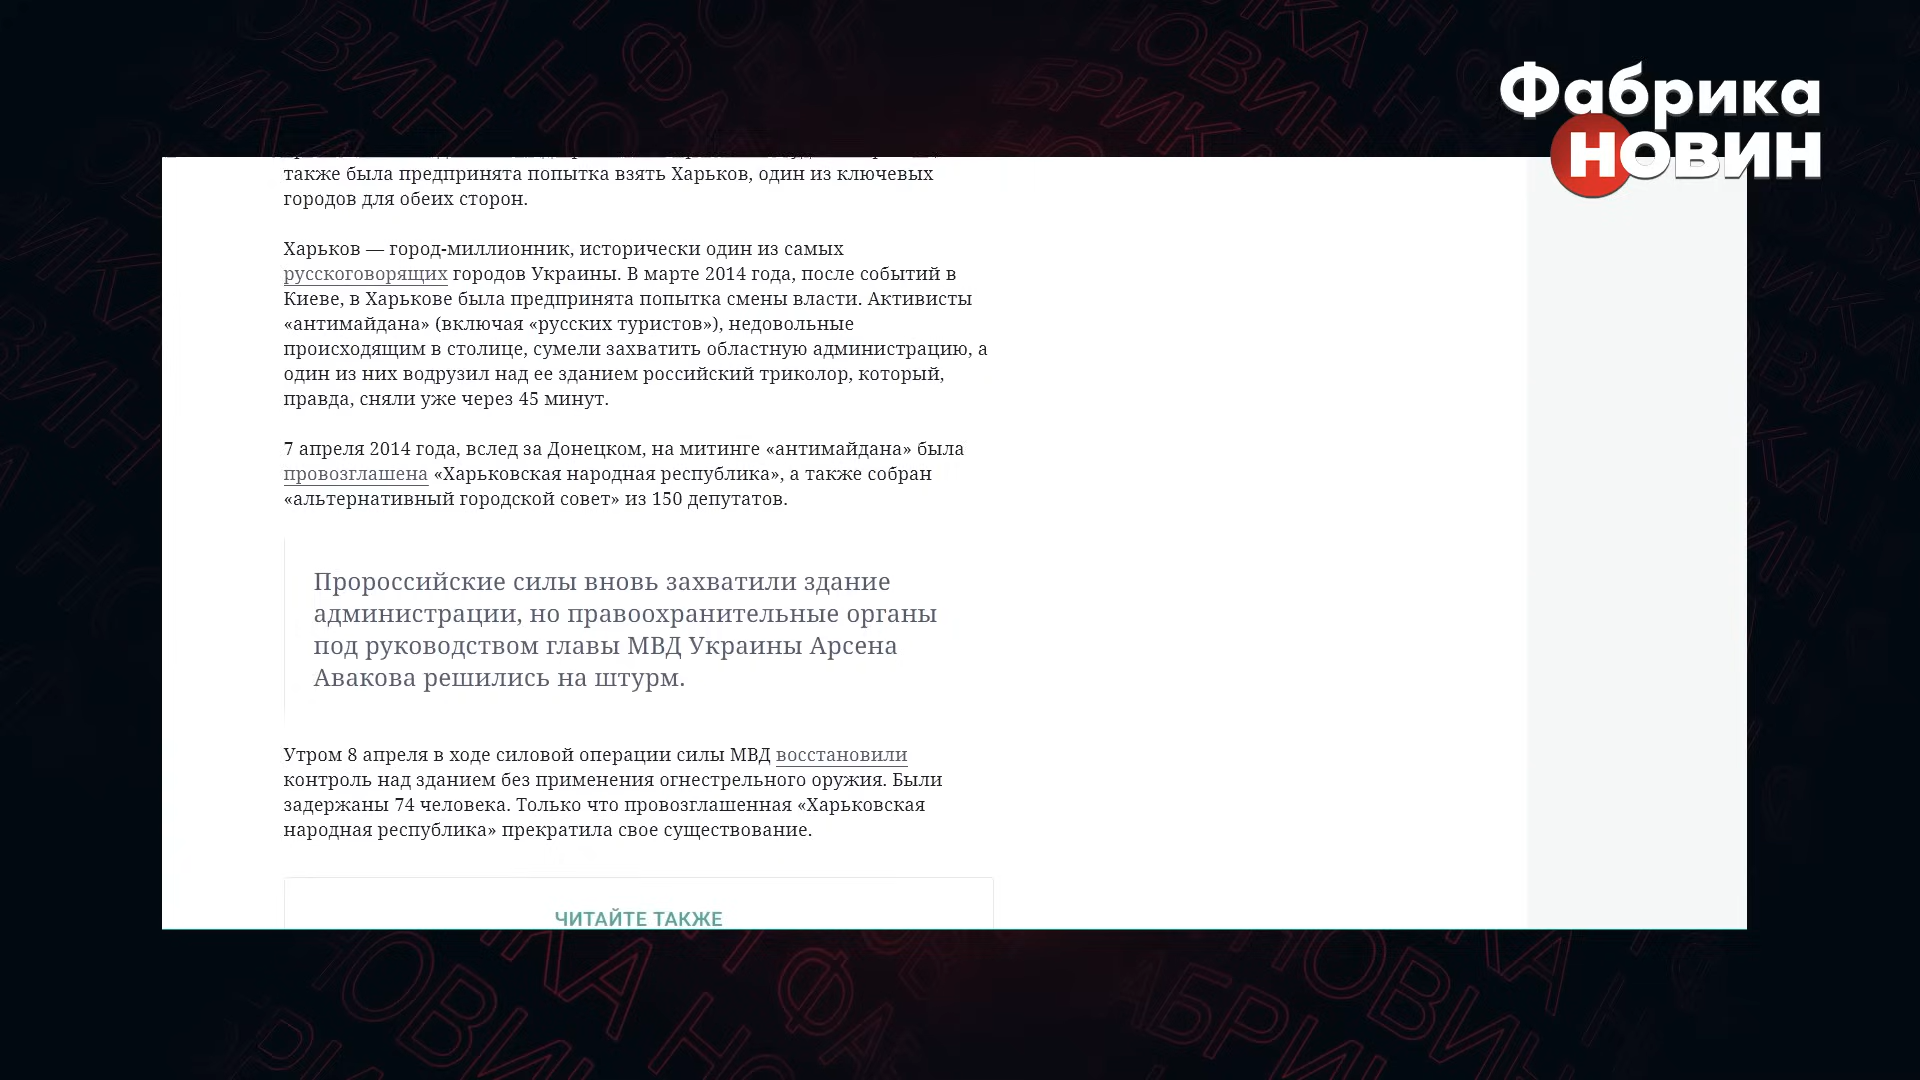 Фабрика
новин
также была предпринята попытка взять Харьков, один из ключевых
городов для обеих сторон.
Харьков — город-миллионник, исторически один из самых
русскоговорящих городов Украины. В марте 2014 года, после событий в
Киеве, в Харькове была предпринята попытка смены власти. Активисты
«антимайдана» (включая «русских туристов»), недовольные
происходящим в столице, сумели захватить областную администрацию, а
один из них водрузил над ее зданием российский триколор, который,
правда, сняли уже через 45 минут.
7 апреля 2014 года, вслед за Донецком, на митинге «антимайдана» была
провозглашена «Харьковская народная республика», а также собран
«альтернативный городской совет» из 150 депутатов.
Пророссийские силы вновь захватили здание
администрации, но правоохранительные органы
под руководством главы МВД Украины Арсена
Авакова решились на штурм.
Утром 8 апреля в ходе силовой операции силы МВД восстановили
контроль над зданием без применения огнестрельного оружия. Были
задержаны 74 человека. Только что провозглашенная «Харьковская
народная республика» прекратила свое существование.
ЧИТАЙТЕ ТАКЖЕ